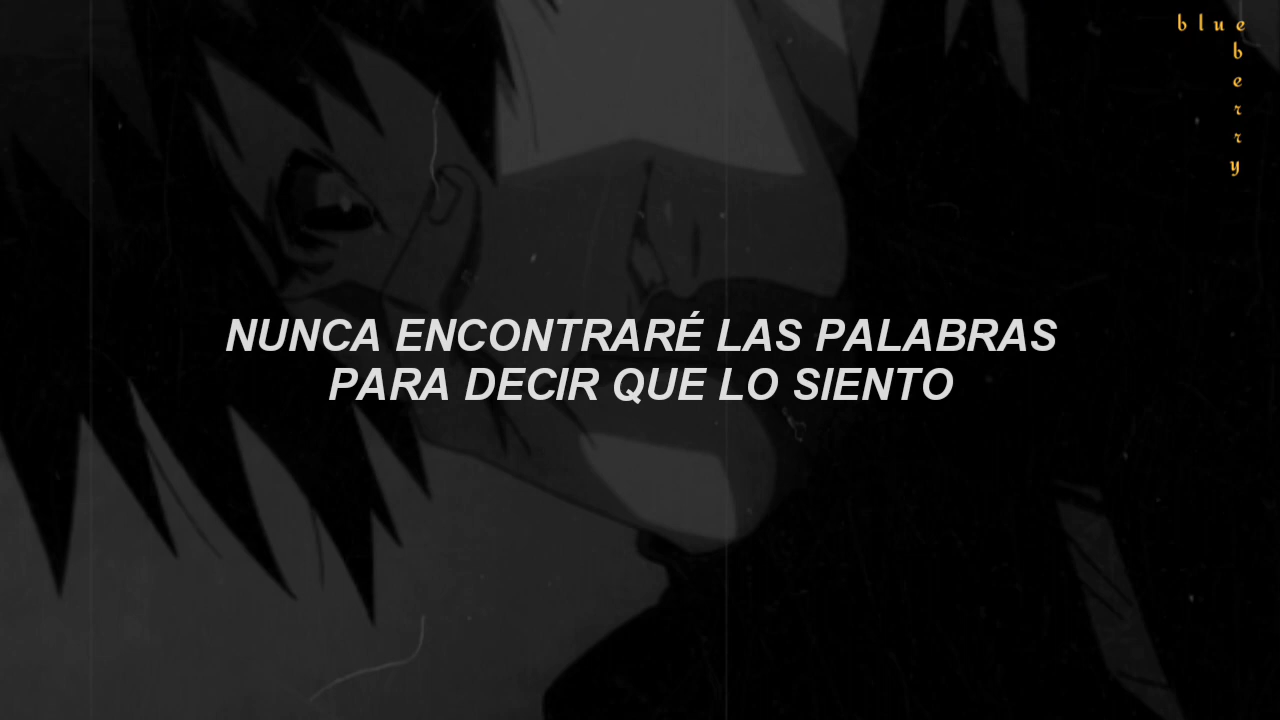 blueberry
NUNCA ENCONTRARÉ LAS PALABRAS
PARA DECIR QUE LO SIENTO